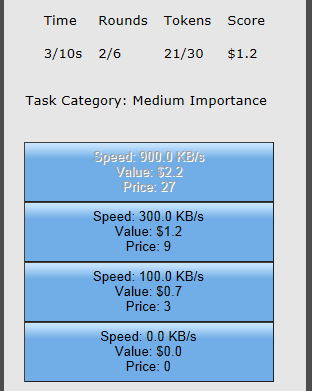 Time Rounds Tokens Score
3/10s 2/6 21/30 $1.2
Task Category: Medium Importance
Speed: 900.0 KB/s
Value: $2.2
Price: 27
Speed: 300.0 KB/s
Value: $1.2
Price: 9
Speed: 100.0 KB/s
Value: $0.7
Price: 3
Speed: 0.0 KB/s
Value: $0.0
Price: 0